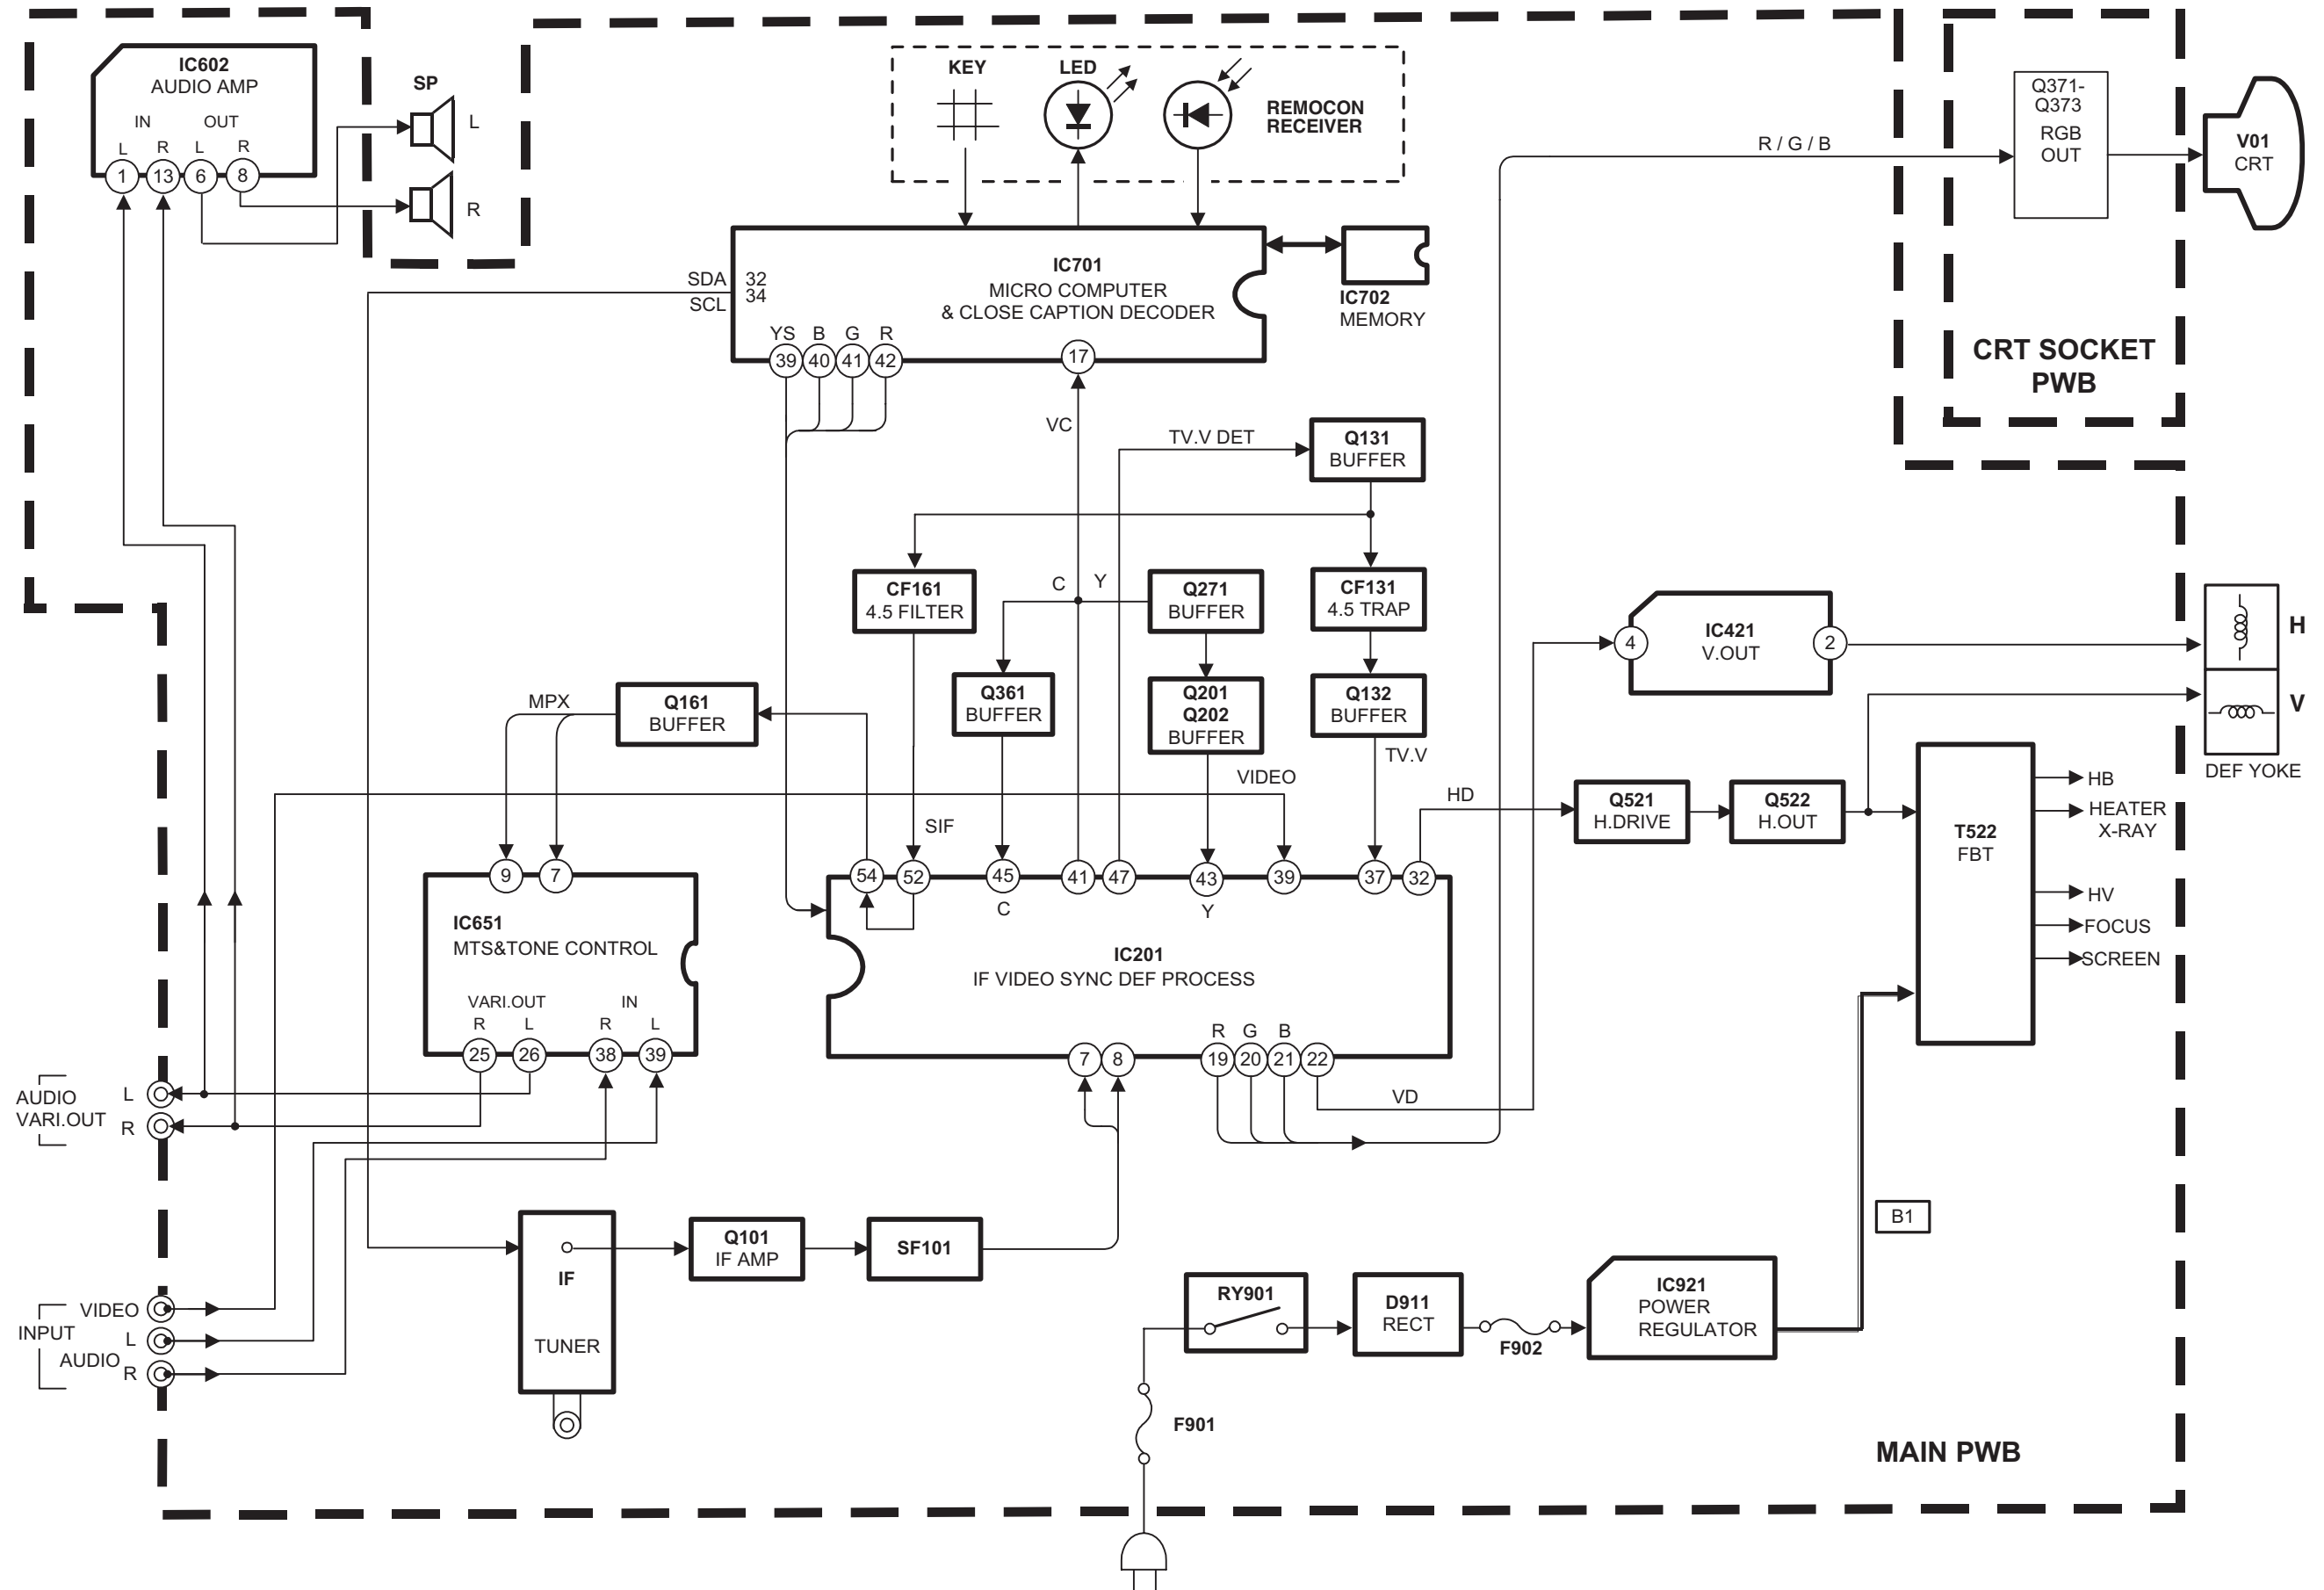 IC602
AUDIO AMP
IN OUT
L R L R
1 13 6 8
SP
L
R
KEY LED
REMOCON
RECEIVER
R / G / B
Q371-
Q373
RGB
OUT
V01
CRT
CRT SOCKET
PWB
SDA 32
SCL 34
IC701
MICRO COMPUTER
& CLOSE CAPTION DECODER
YS B G R
39 40 41 42
17
IC702
MEMORY
VC
TV.V DET
Q131
BUFFER
CF161
4.5 FILTER
C Y
Q271
BUFFER
CF131
4.5 TRAP
IC421
V.OUT
4 2
H
V
DEF YOKE
MPX
Q161
BUFFER
Q361
BUFFER
Q201
Q202
BUFFER
Q132
BUFFER
TV.V
VIDEO
SIF
HD
Q521
H.DRIVE
Q522
H.OUT
T522
FBT
HB
HEATER
X-RAY
HV
FOCUS
SCREEN
9 7
IC651
MTS&TONE CONTROL
VARI.OUT IN
R L R L
25 26 38 39
54 52 45 41 47 43 39 37 32
C Y
IC201
IF VIDEO SYNC DEF PROCESS
R G B
7 8 19 20 21 22
VD
AUDIO
VARI.OUT
L
R
B1
IF
TUNER
Q101
IF AMP
SF101
INPUT
VIDEO
L
AUDIO
R
RY901
D911
RECT
F902
IC921
POWER
REGULATOR
F901
MAIN PWB